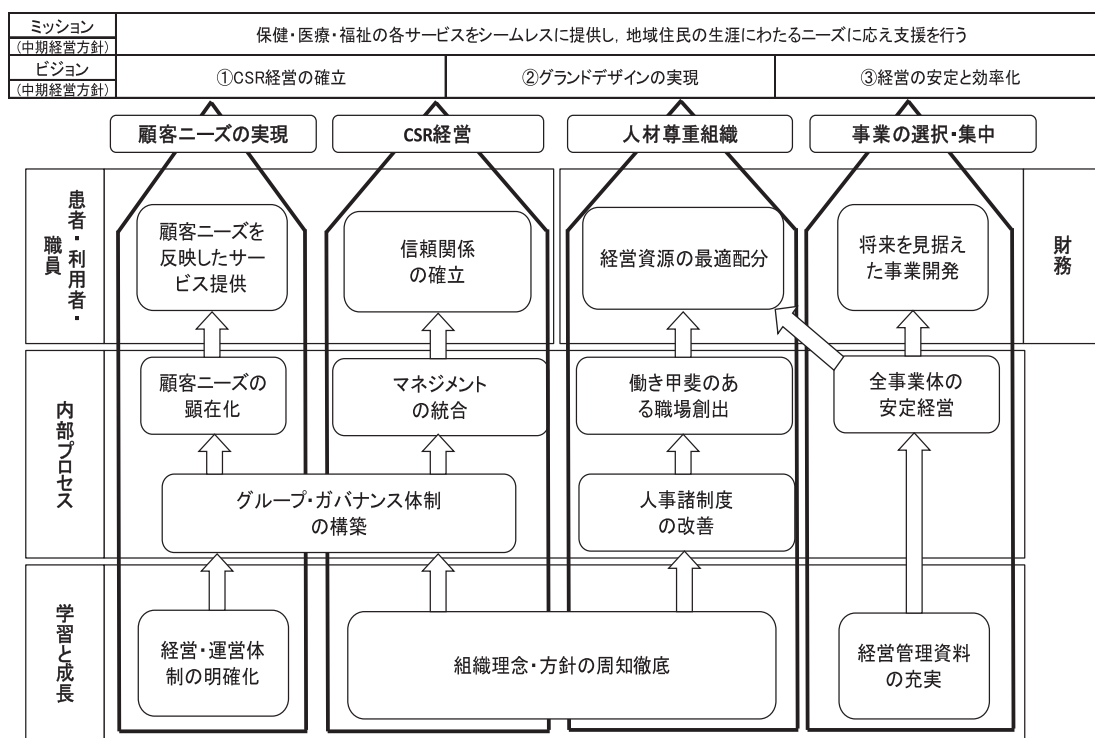 ミッション
(中期経営方針)
保健・医療・福祉の各サービスをシームレスに提供し，地域住民の生涯にわたるニーズに応え支援を行う
ビジョン
(中期経営方針)
①CSR経営の確立
②グランドデザインの実現
③経営の安定と効率化
顧客ニーズの実現
CSR経営
人材尊重組織
事業の選択・集中
患者・利用者・
職員
顧客ニーズを
反映したサー
ビス提供
信頼関係
の確立
経営資源の最適配分
将来を見据え
た事業開発
財務
内部プロセス
顧客ニーズの
顕在化
マネジメント
の統合
働き甲斐のあ
る職場創出
全事業体の
安定経営
グループ・ガバナンス体制
の構築
人事諸制度
の改善
学習と成長
経営・運営体
制の明確化
組織理念・方針の周知徹底
経営管理資料
の充実